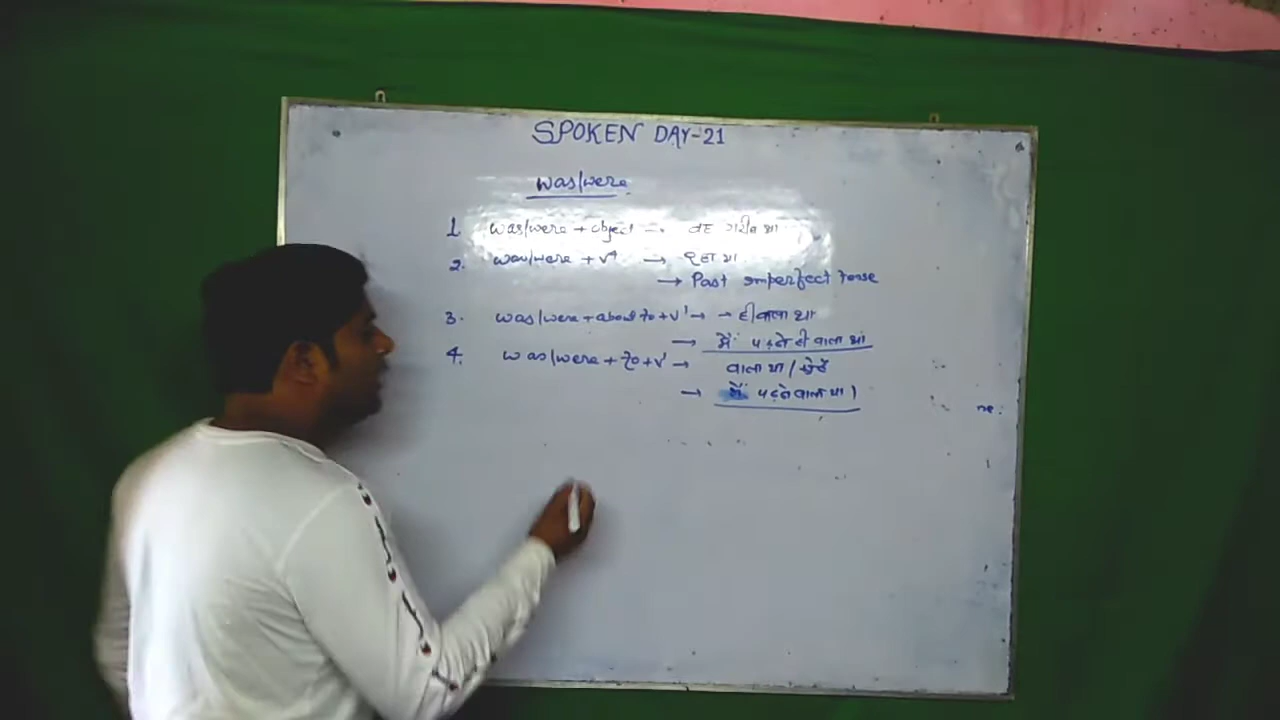 SPOKEN DAY-21
was/were
1. was/were + object → वह गरीब था
2. was/were + V⁴ → रहा था
→ Past imperfect tense
3. was/were + about to + V¹ → ही वाला था
→ मैं पढ़ने ही वाला था
4. was/were + to + V¹ → वाला था /
→ मैं पढ़ने वाला था।
ne: